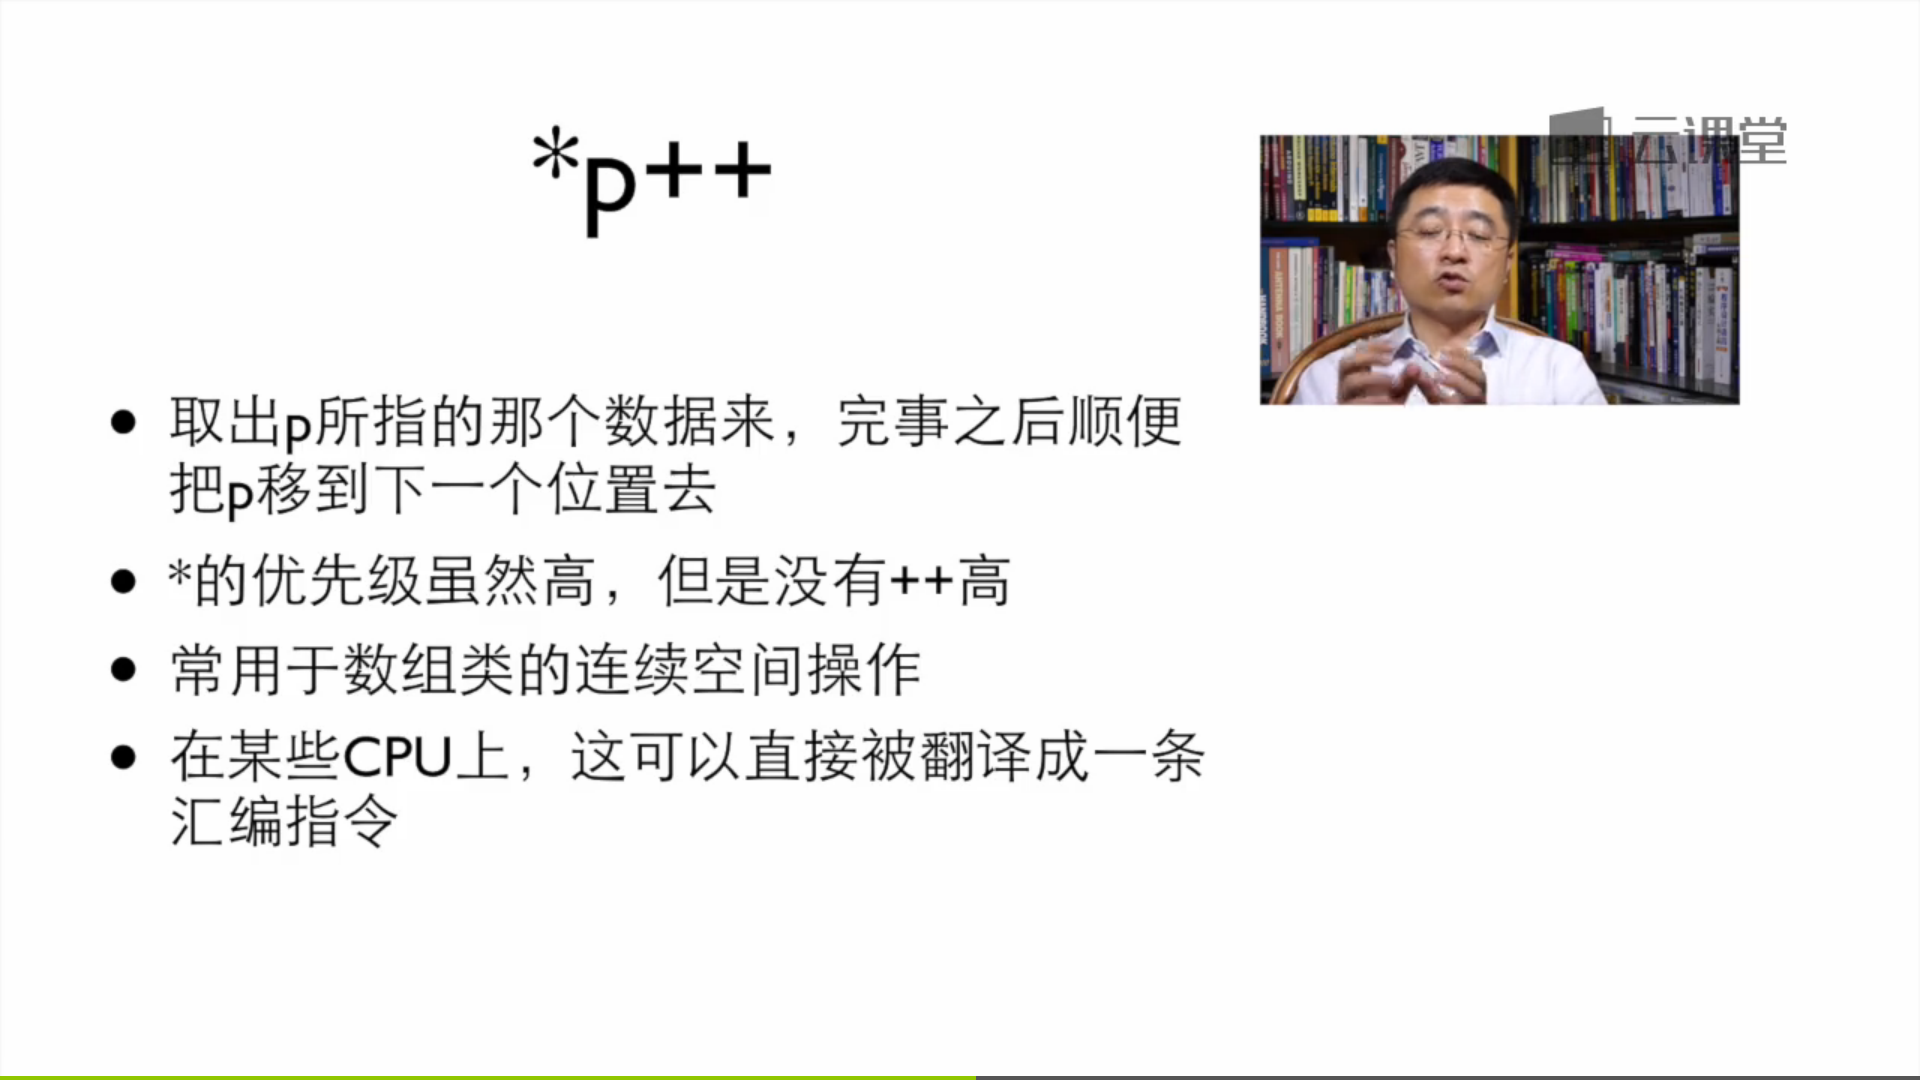 *p++
云课堂
● 取出p所指的那个数据来，完事之后顺便
把p移到下一个位置去
● *的优先级虽然高，但是没有++高
● 常用于数组类的连续空间操作
● 在某些CPU上，这可以直接被翻译成一条
汇编指令